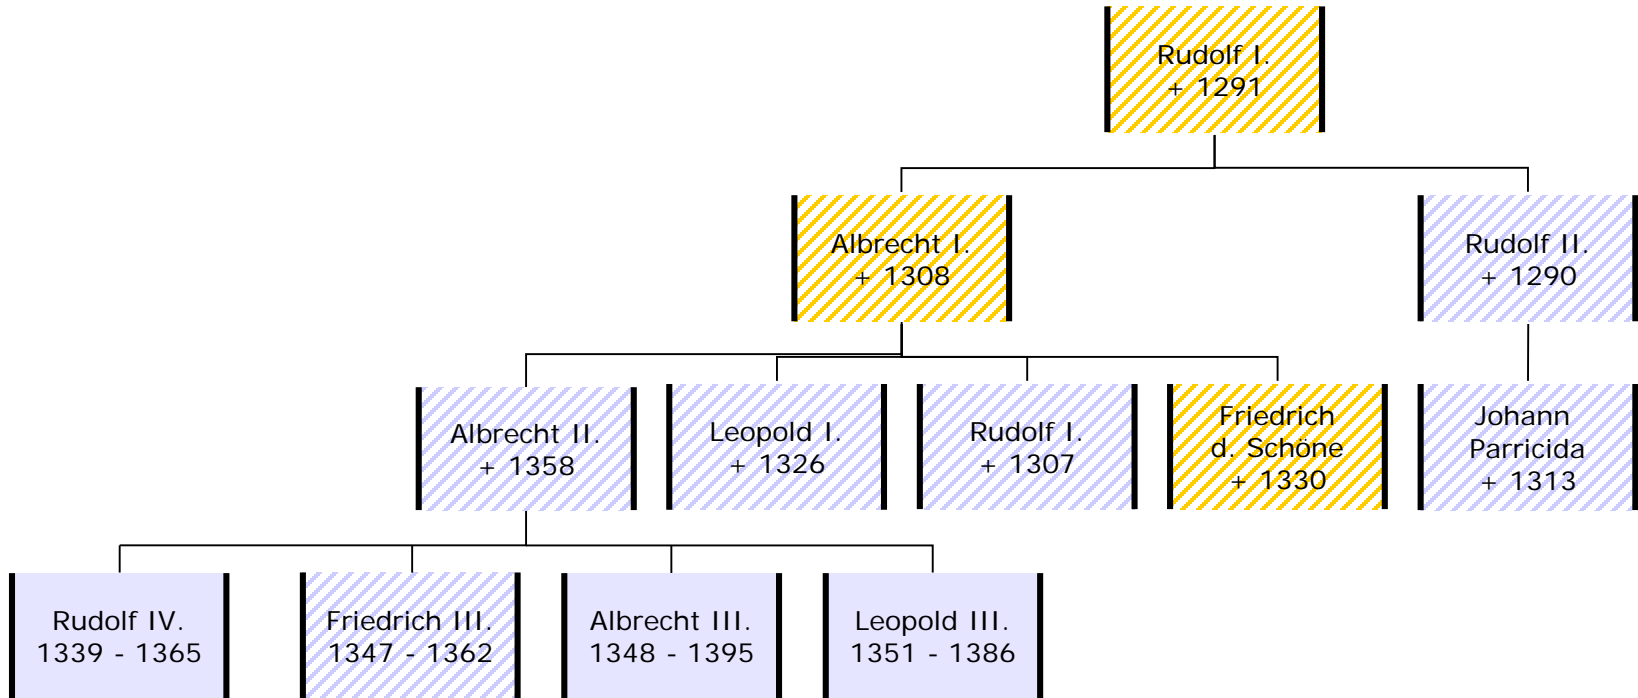 Rudolf I.
+ 1291
Albrecht I.
+ 1308
Rudolf II.
+ 1290
Albrecht II.
+ 1358
Leopold I.
+ 1326
Rudolf I.
+ 1307
Friedrich
d. Schöne
+ 1330
Johann
Parricida
+ 1313
Rudolf IV.
1339 - 1365
Friedrich III.
1347 - 1362
Albrecht III.
1348 - 1395
Leopold III.
1351 - 1386